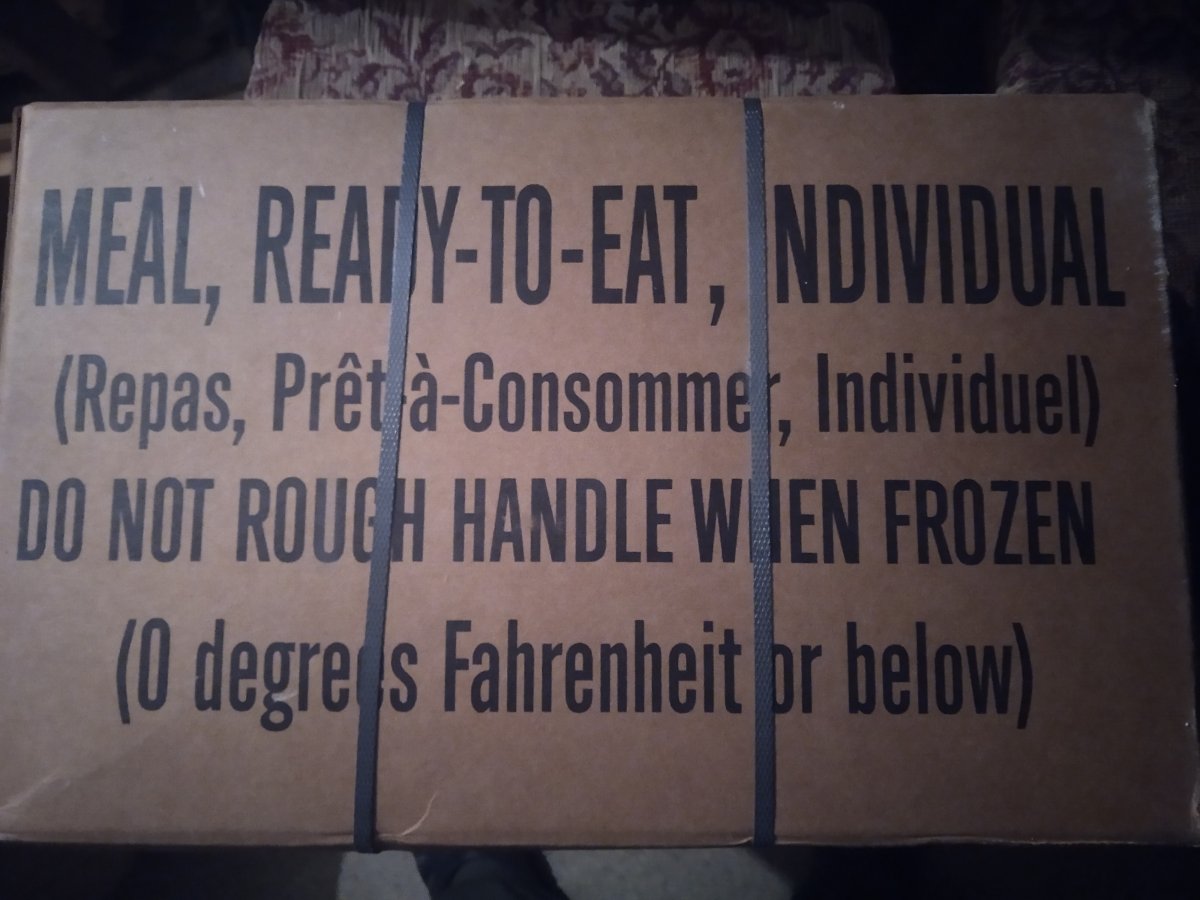 MEAL, READY-TO-EAT, INDIVIDUAL
(Repas, Prêt-à-Consommer, Individuel)
DO NOT ROUGH HANDLE WHEN FROZEN
(0 degrees Fahrenheit or below)